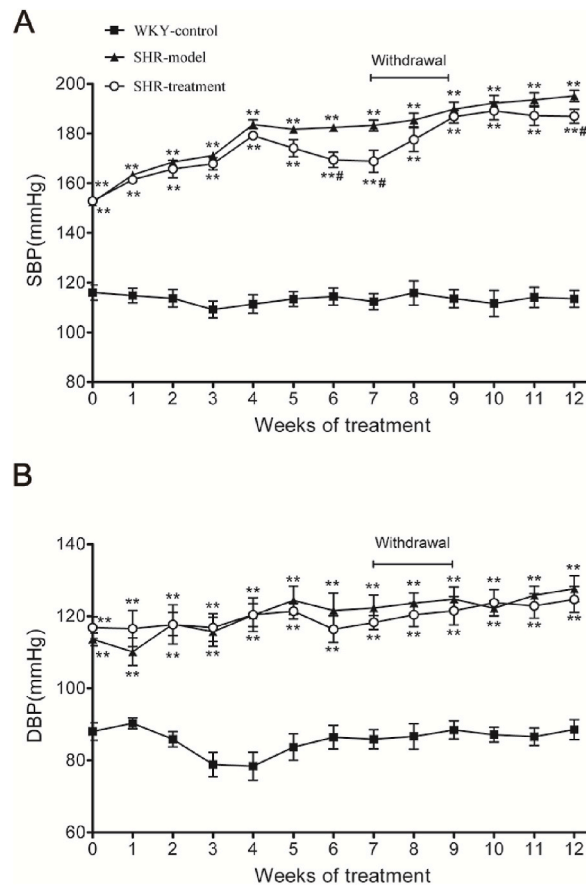 A
WKY-control
SHR-model
SHR-treatment
Withdrawal
200
180
160
140
120
100
80
SBP(mmHg)
** ** ** ** ** ** ** ** ** ** ** ** **
** ** ** ** ** ** **# **# ** ** ** ** **#
0 1 2 3 4 5 6 7 8 9 10 11 12
Weeks of treatment
B
Withdrawal
140
120
100
80
60
DBP(mmHg)
** ** ** ** ** ** ** ** ** ** ** ** **
** ** ** ** ** ** ** ** ** ** ** ** **
0 1 2 3 4 5 6 7 8 9 10 11 12
Weeks of treatment